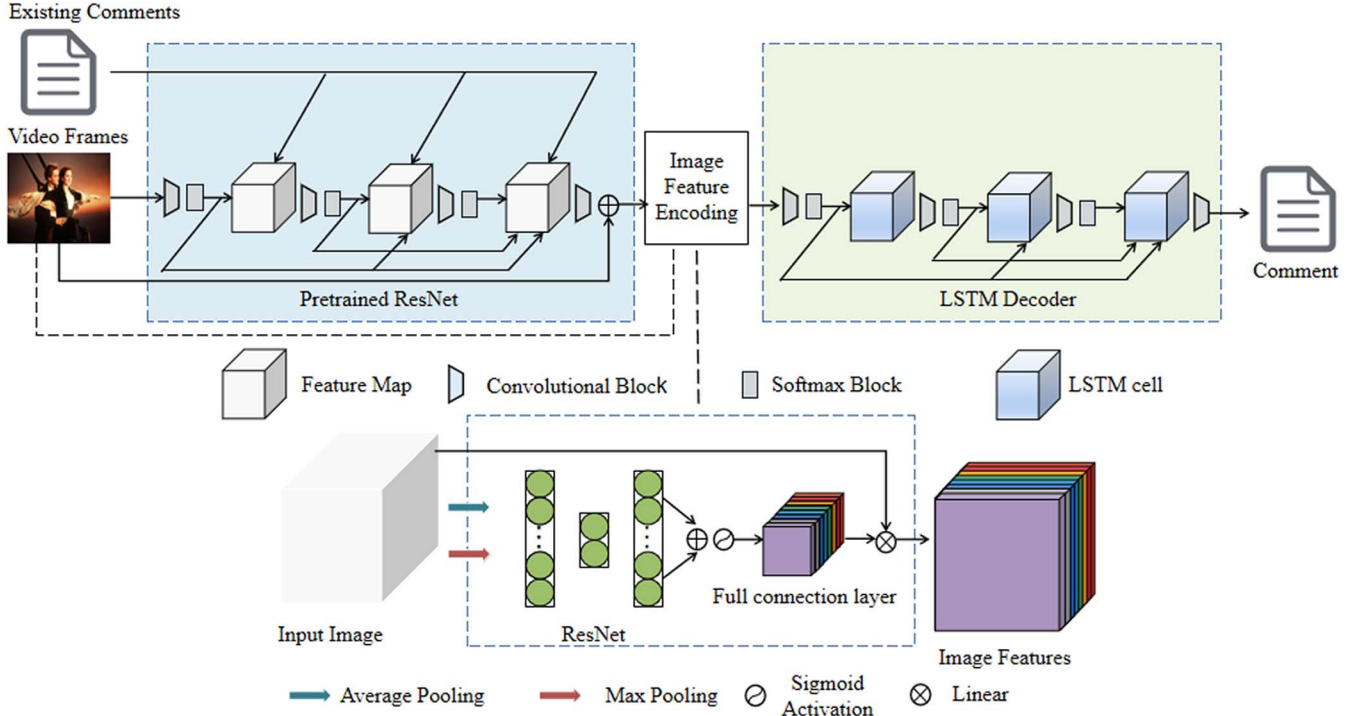 Existing Comments
Video Frames
Image
Feature
Encoding
Pretrained ResNet
LSTM Decoder
Comment
Feature Map
Convolutional Block
Softmax Block
LSTM cell
Input Image
ResNet
Full connection layer
Image Features
Average Pooling
Max Pooling
Sigmoid
Activation
Linear